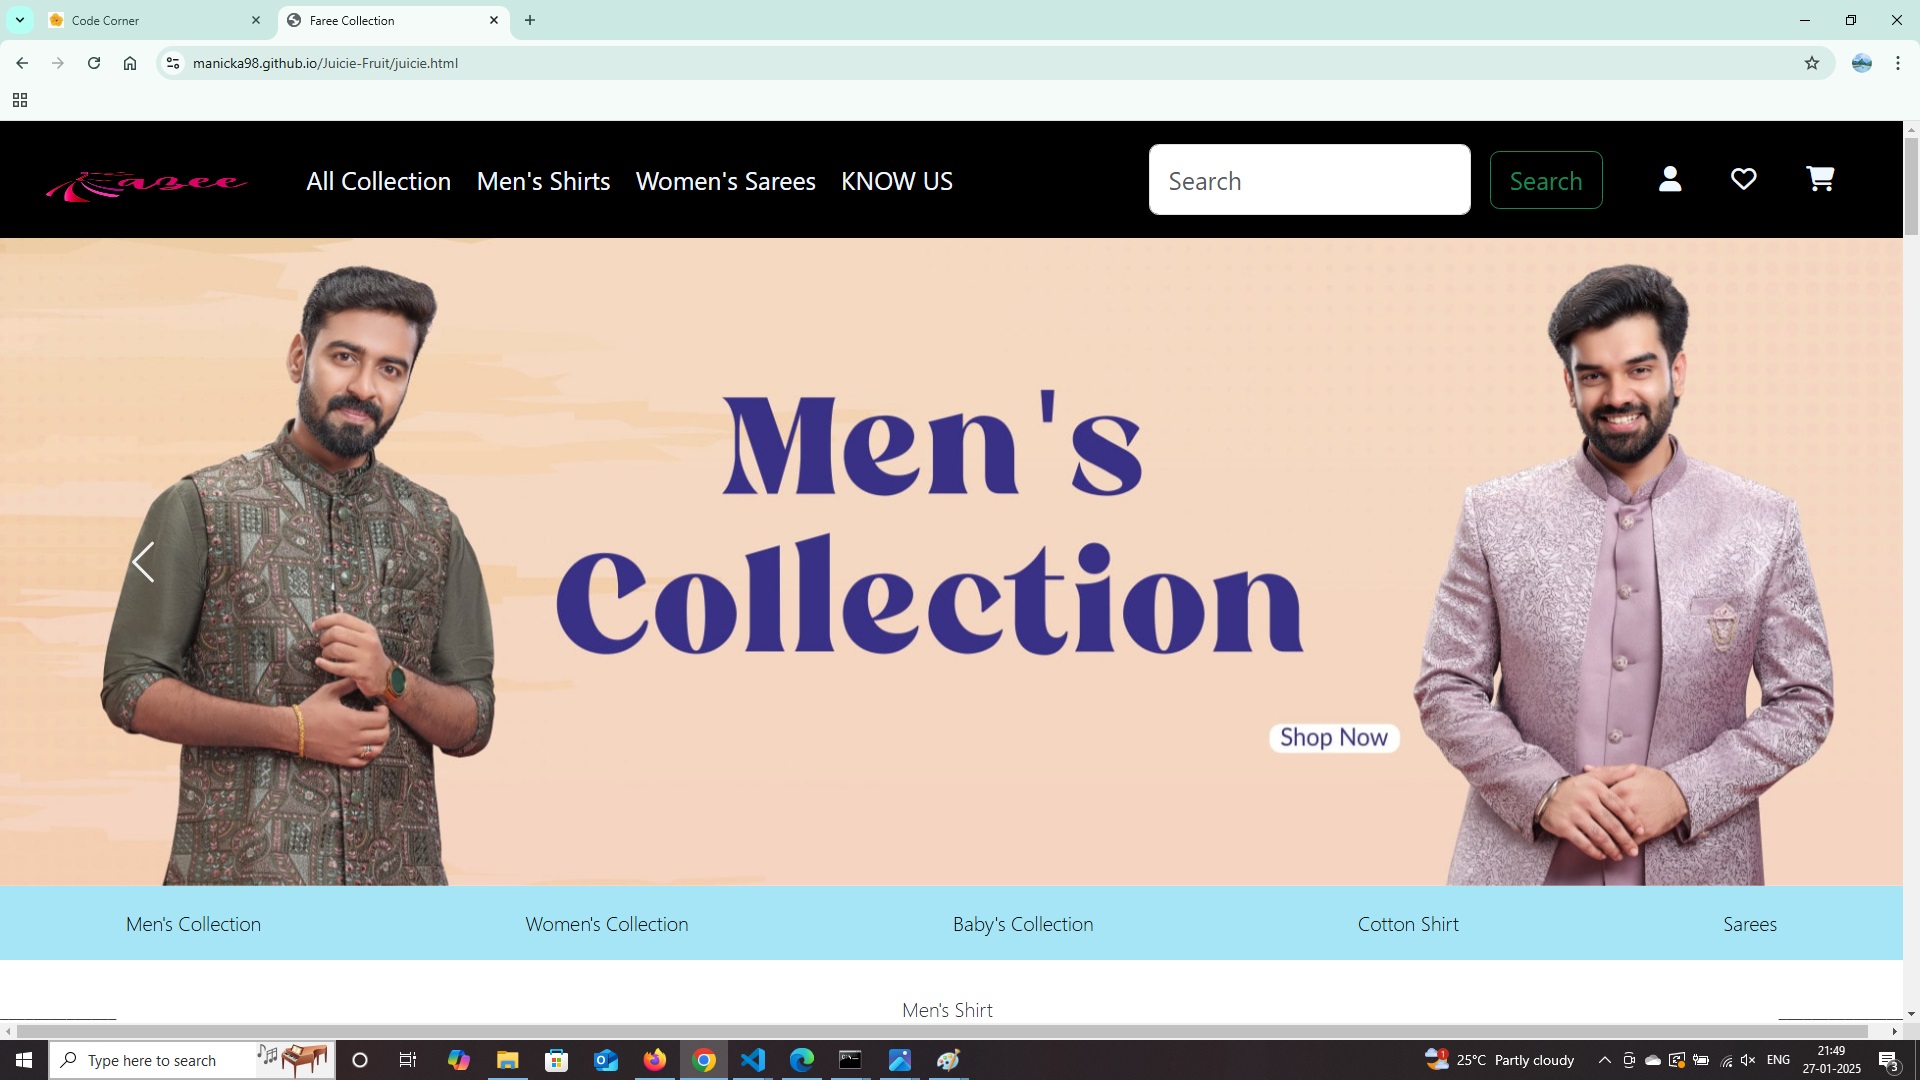 Code Corner
Faree Collection
manicka98.github.io/Juicie-Fruit/juicie.html
All Collection Men's Shirts Women's Sarees KNOW US
Search
Search
Men's
Collection
Shop Now
Men's Collection Women's Collection Baby's Collection Cotton Shirt Sarees
Men's Shirt
Type here to search
25°C Partly cloudy
ENG
21:49
27-01-2025
3